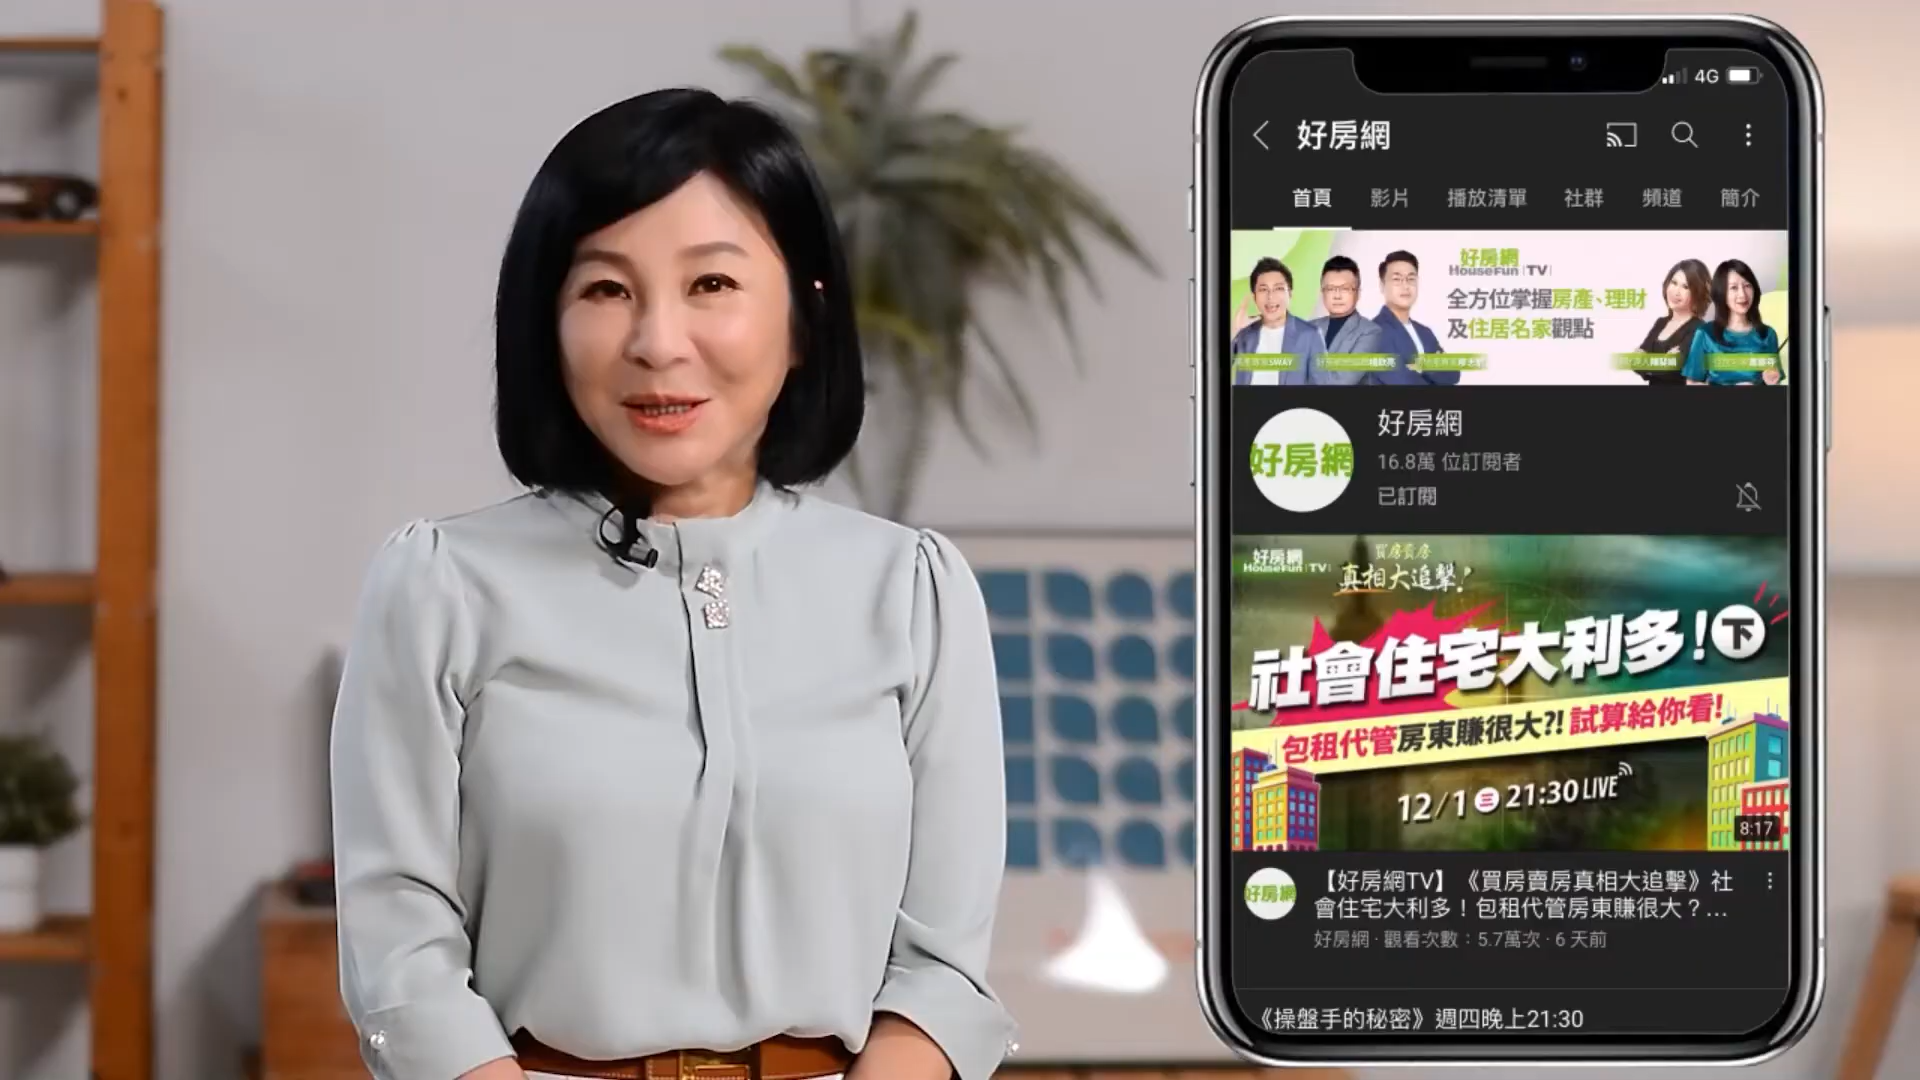 4G
好房網
首頁 影片 播放清單 社群 頻道 簡介
好房網
HouseFun TV
全方位掌握房產、理財
及住居名家觀點
好房網
好房網
16.8萬 位訂閱者
已訂閱
好房網
HouseFun TV
買房賣房
真相大追擊!
社會住宅大利多!下
包租代管房東賺很大?!試算給你看!
12/1 三 21:30 LIVE
8:17
好房網
【好房網TV】《買房賣房真相大追擊》社
會住宅大利多！包租代管房東賺很大？...
好房網 · 觀看次數：5.7萬次 · 6 天前
《操盤手的秘密》週四晚上21:30